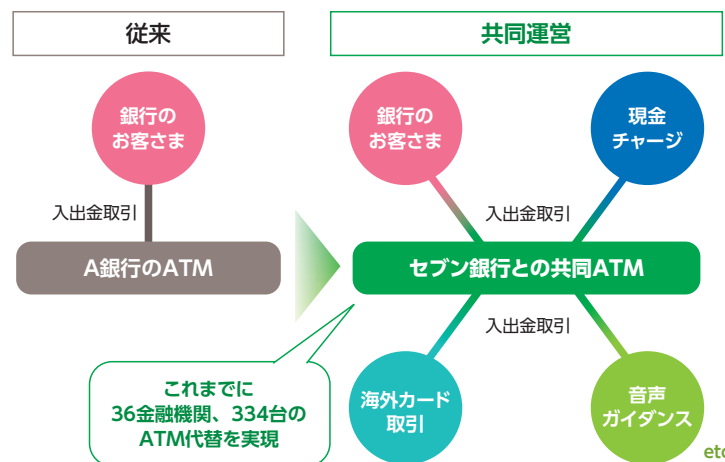 従来
銀行の
お客さま
入出金取引
A銀行のATM
共同運営
銀行の
お客さま
現金
チャージ
入出金取引
セブン銀行との共同ATM
入出金取引
海外カード
取引
音声
ガイダンス
etc
これまでに
36金融機関、334台の
ATM代替を実現